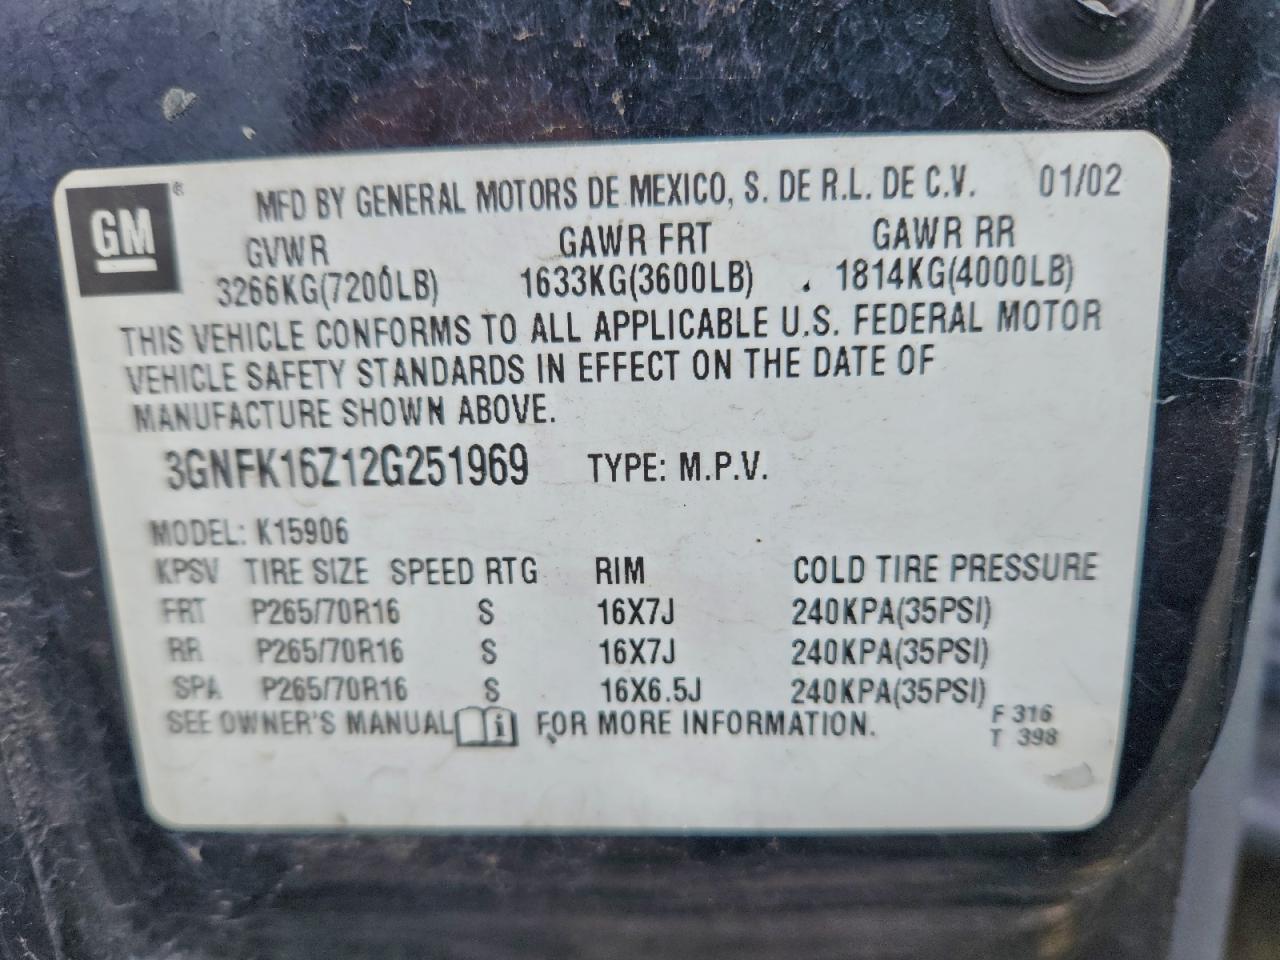 GM ® MFD BY GENERAL MOTORS DE MEXICO, S. DE R.L. DE C.V. 01/02
GVWR GAWR FRT GAWR RR
3266KG(7200LB) 1633KG(3600LB) 1814KG(4000LB)
THIS VEHICLE CONFORMS TO ALL APPLICABLE U.S. FEDERAL MOTOR
VEHICLE SAFETY STANDARDS IN EFFECT ON THE DATE OF
MANUFACTURE SHOWN ABOVE.
3GNFK16Z12G251969 TYPE: M.P.V.
MODEL: K15906
KPSV TIRE SIZE SPEED RTG RIM COLD TIRE PRESSURE
FRT P265/70R16 S 16X7J 240KPA(35PSI)
RR P265/70R16 S 16X7J 240KPA(35PSI)
SPA P265/70R16 S 16X6.5J 240KPA(35PSI)
SEE OWNER'S MANUAL i FOR MORE INFORMATION.
F 316
T 398